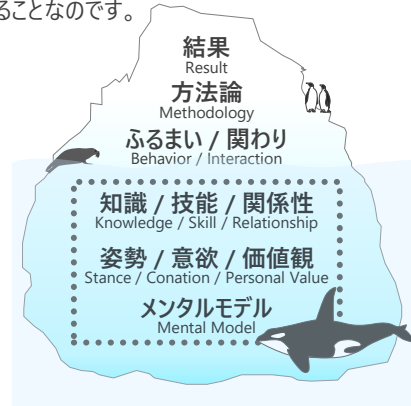 ることなのです。
結果
Result
方法論
Methodology
ふるまい / 関わり
Behavior / Interaction
知識 / 技能 / 関係性
Knowledge / Skill / Relationship
姿勢 / 意欲 / 価値観
Stance / Conation / Personal Value
メンタルモデル
Mental Model